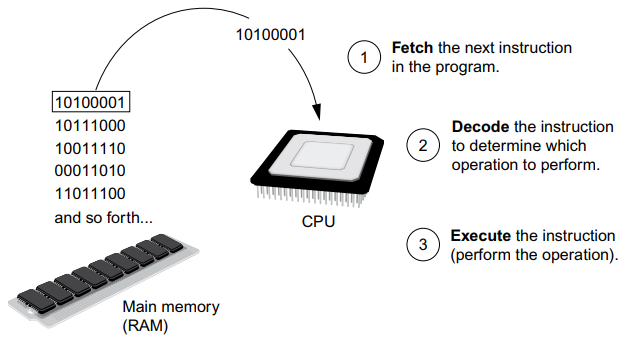 10100001
1 Fetch the next instruction
in the program.
10100001
10111000
10011110
00011010
11011100
and so forth...
2 Decode the instruction
to determine which
operation to perform.
CPU
3 Execute the instruction
(perform the operation).
Main memory
(RAM)